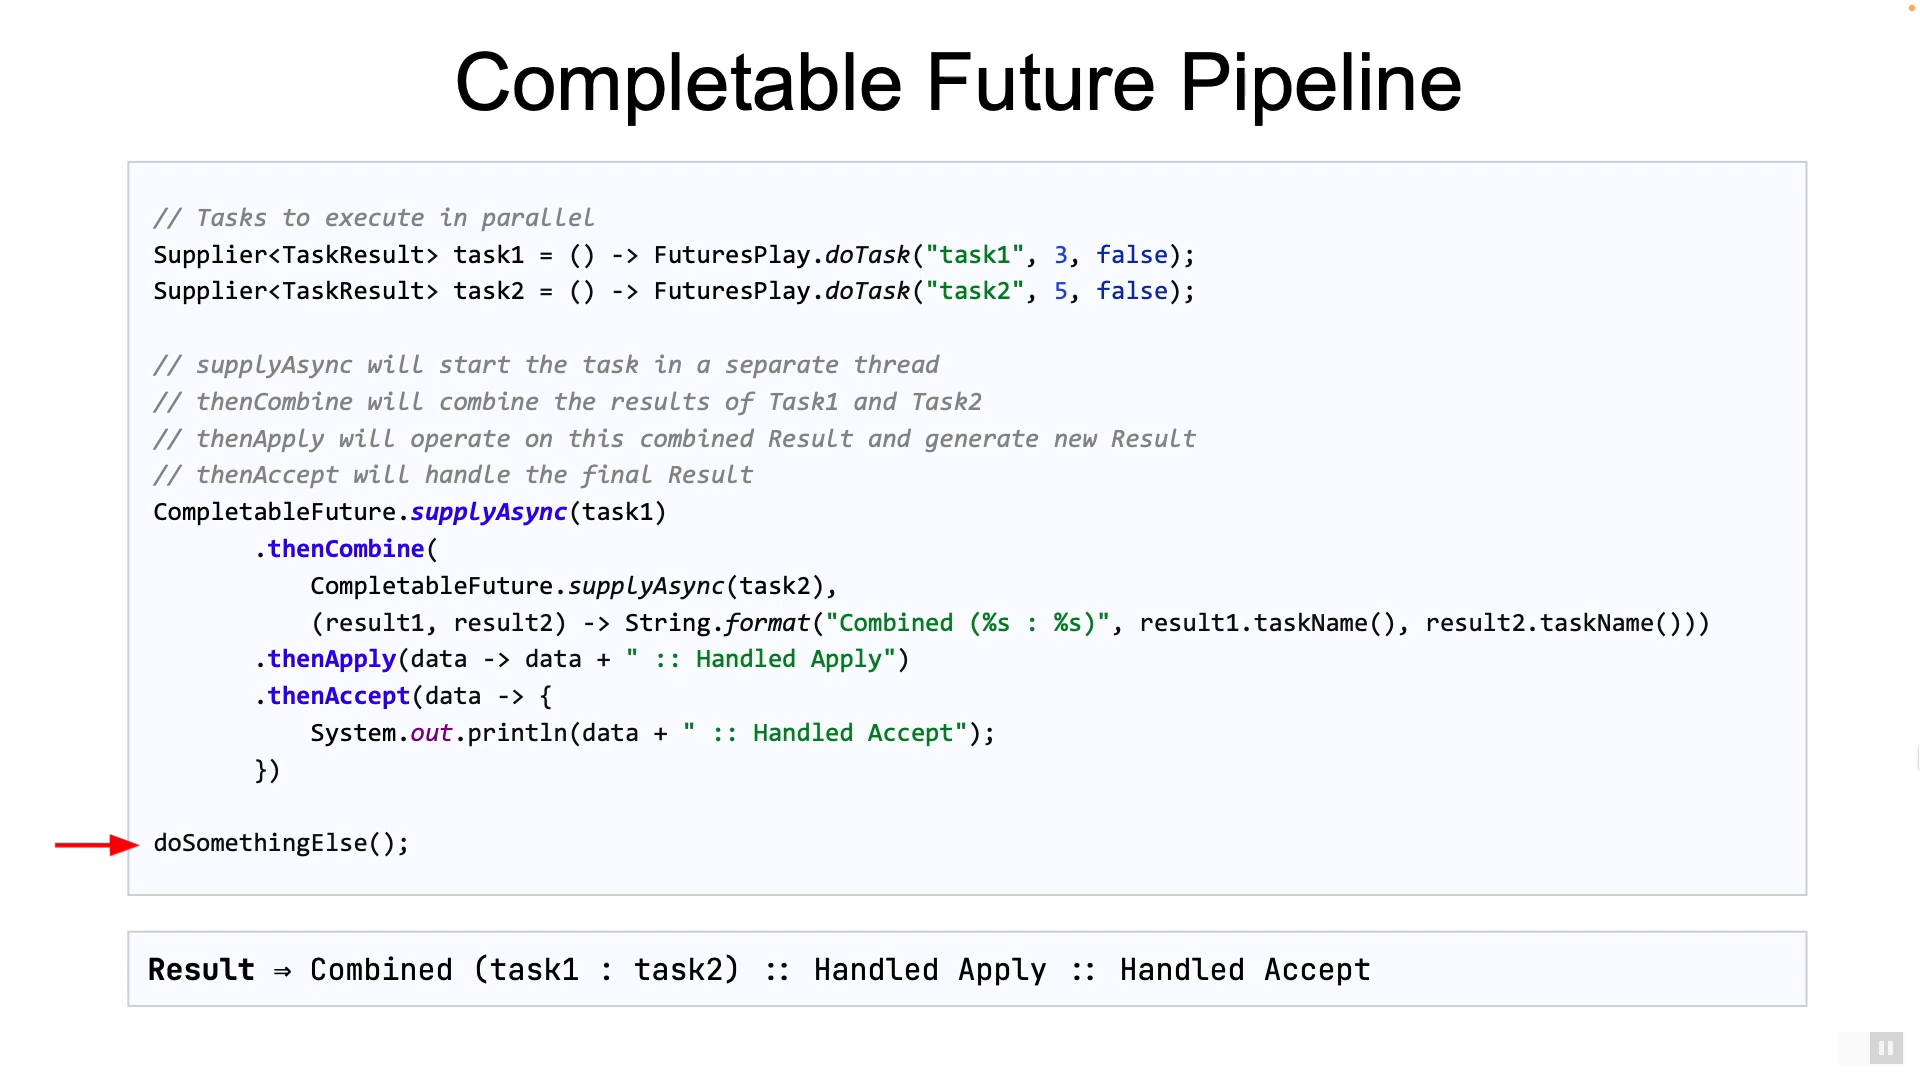 Completable Future Pipeline
// Tasks to execute in parallel
Supplier<TaskResult> task1 = () -> FuturesPlay.doTask("task1", 3, false);
Supplier<TaskResult> task2 = () -> FuturesPlay.doTask("task2", 5, false);
// supplyAsync will start the task in a separate thread
// thenCombine will combine the results of Task1 and Task2
// thenApply will operate on this combined Result and generate new Result
// thenAccept will handle the final Result
CompletableFuture.supplyAsync(task1)
.thenCombine(
CompletableFuture.supplyAsync(task2),
(result1, result2) -> String.format("Combined (%s : %s)", result1.taskName(), result2.taskName()))
.thenApply(data -> data + " :: Handled Apply")
.thenAccept(data -> {
System.out.println(data + " :: Handled Accept");
})
doSomethingElse();
Result ⇒ Combined (task1 : task2) :: Handled Apply :: Handled Accept